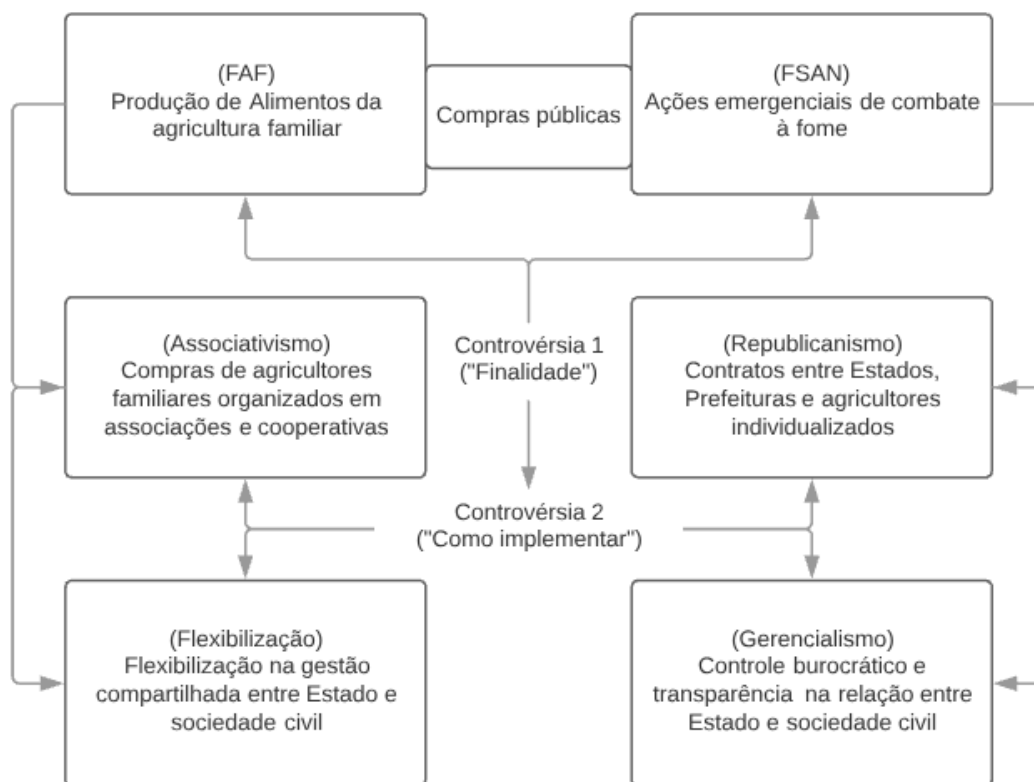 (FAF)
Produção de Alimentos da
agricultura familiar
Compras públicas
(FSAN)
Ações emergenciais de combate
à fome
(Associativismo)
Compras de agricultores
familiares organizados em
associações e cooperativas
Controvérsia 1
("Finalidade")
(Republicanismo)
Contratos entre Estados,
Prefeituras e agricultores
individualizados
Controvérsia 2
("Como implementar")
(Flexibilização)
Flexibilização na gestão
compartilhada entre Estado e
sociedade civil
(Gerencialismo)
Controle burocrático e
transparência na relação entre
Estado e sociedade civil